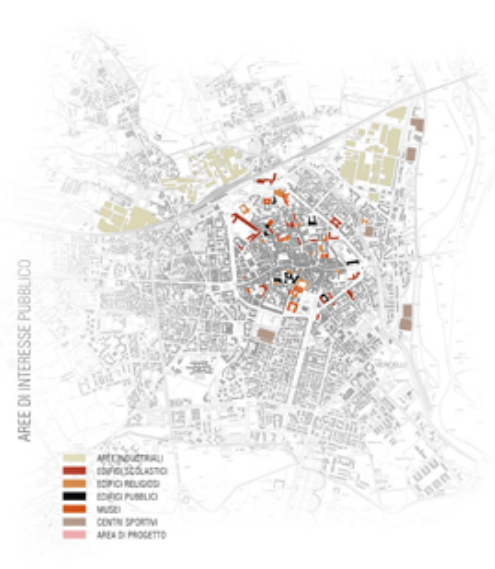 AREE DI INTERESSE PUBBLICO
AREE INDUSTRIALI
EDIFICI SCOLASTICI
EDIFICI RELIGIOSI
EDIFICI PUBBLICI
MUSEI
CENTRI SPORTIVI
AREA DI PROGETTO